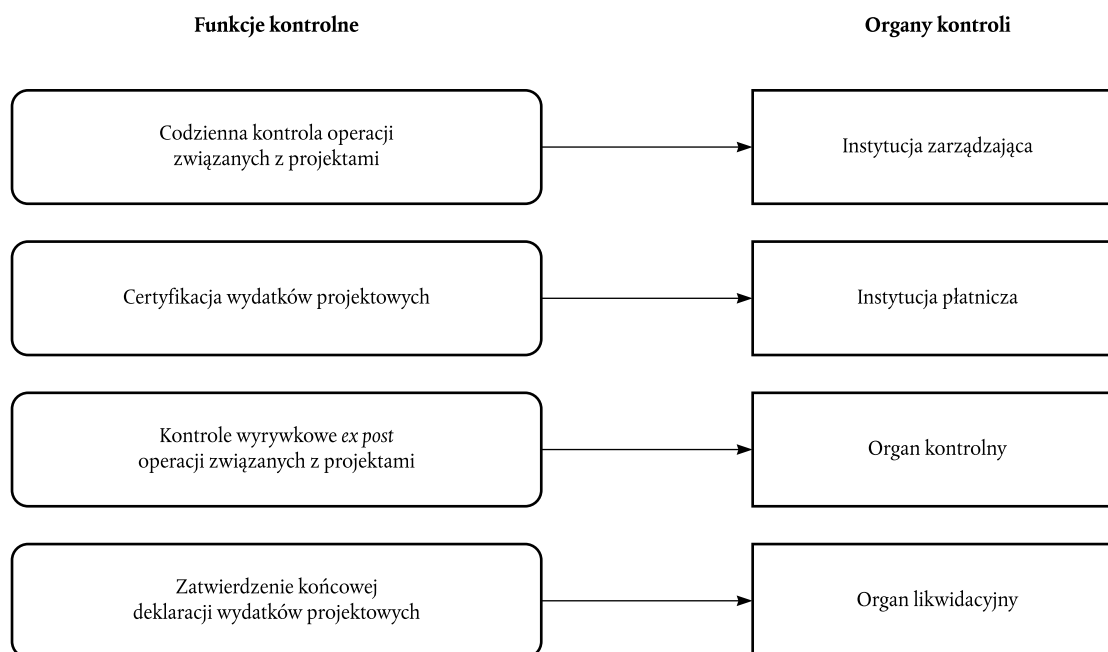 Funkcje kontrolne
Organy kontroli
Codzienna kontrola operacji
związanych z projektami
Instytucja zarządzająca
Certyfikacja wydatków projektowych
Instytucja płatnicza
Kontrole wyrywkowe ex post
operacji związanych z projektami
Organ kontrolny
Zatwierdzenie końcowej
deklaracji wydatków projektowych
Organ likwidacyjny